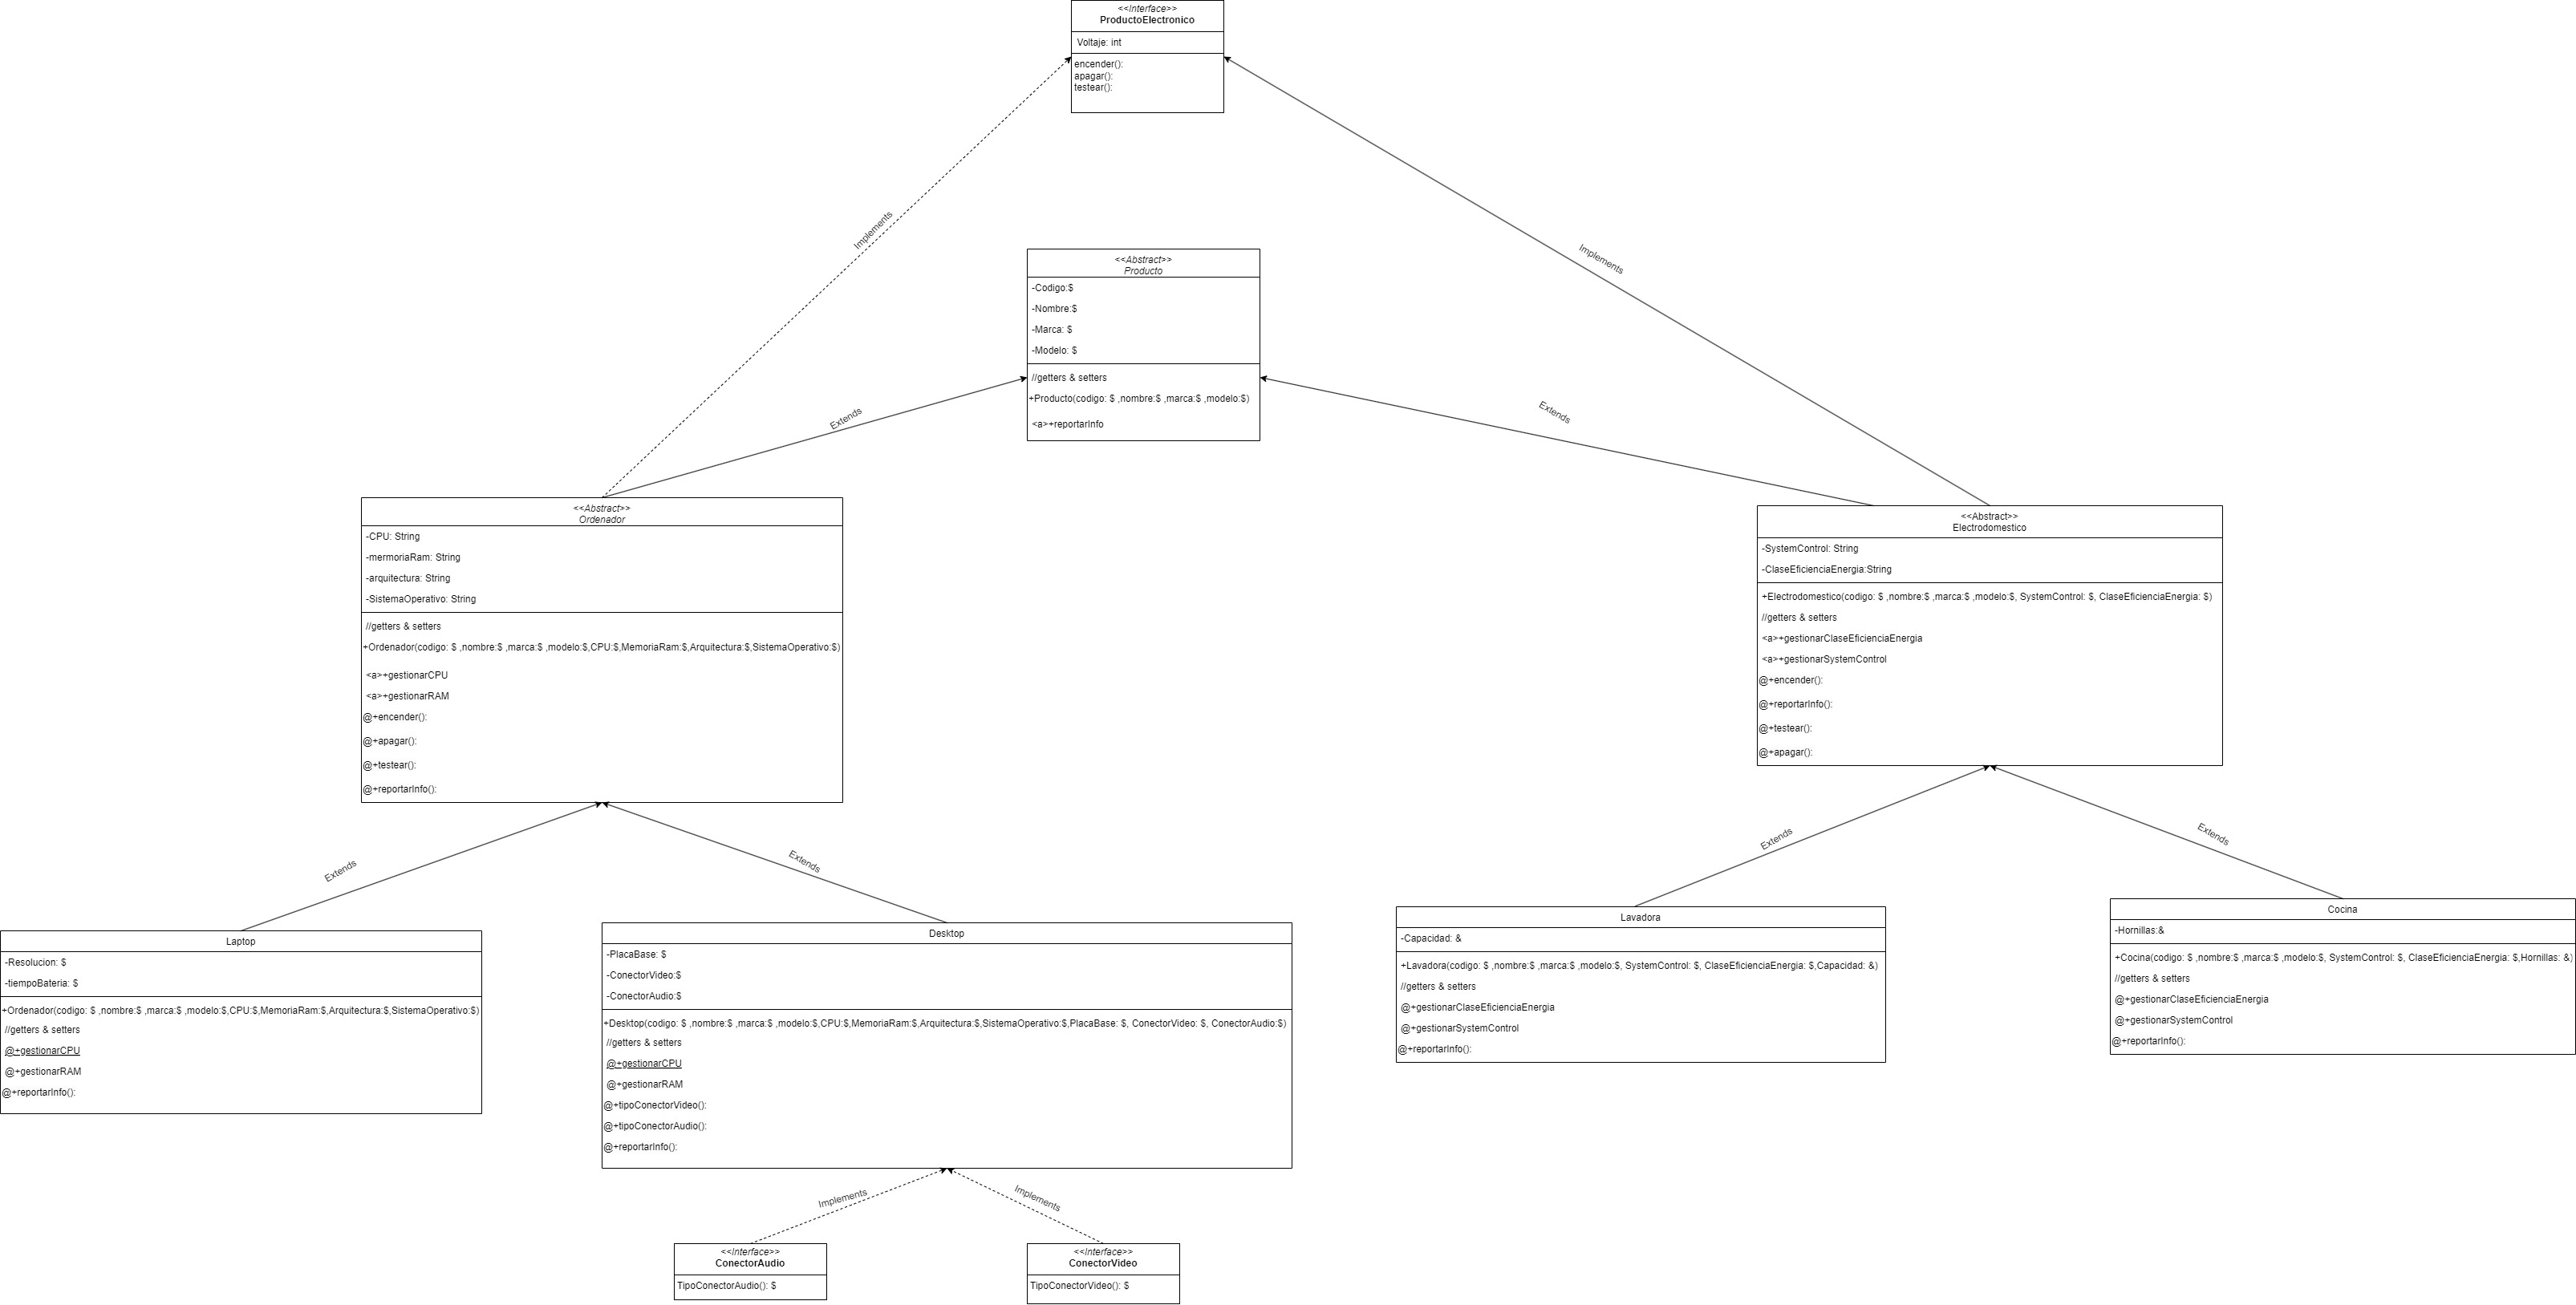 <<Interface>>
ProductoElectronico
Voltaje: int
encender():
apagar():
testear():
Implements
Implements
<<Abstract>>
Producto
-Codigo:$
-Nombre:$
-Marca: $
-Modelo: $
//getters & setters
+Producto(codigo: $ ,nombre:$ ,marca:$ ,modelo:$)
<a>+reportarInfo
Extends
Extends
<<Abstract>>
Ordenador
-CPU: String
-mermoriaRam: String
-arquitectura: String
-SistemaOperativo: String
//getters & setters
+Ordenador(codigo: $ ,nombre:$ ,marca:$ ,modelo:$,CPU:$,MemoriaRam:$,Arquitectura:$,SistemaOperativo:$)
<a>+gestionarCPU
<a>+gestionarRAM
@+encender():
@+apagar():
@+testear():
@+reportarInfo():
<<Abstract>>
Electrodomestico
-SystemControl: String
-ClaseEficienciaEnergia:String
+Electrodomestico(codigo: $ ,nombre:$ ,marca:$ ,modelo:$, SystemControl: $, ClaseEficienciaEnergia: $)
//getters & setters
<a>+gestionarClaseEficienciaEnergia
<a>+gestionarSystemControl
@+encender():
@+reportarInfo():
@+testear():
@+apagar():
Extends
Extends
Extends
Extends
Laptop
-Resolucion: $
-tiempoBateria: $
+Ordenador(codigo: $ ,nombre:$ ,marca:$ ,modelo:$,CPU:$,MemoriaRam:$,Arquitectura:$,SistemaOperativo:$)
//getters & setters
@+gestionarCPU
@+gestionarRAM
@+reportarInfo():
Desktop
-PlacaBase: $
-ConectorVideo:$
-ConectorAudio:$
+Desktop(codigo: $ ,nombre:$ ,marca:$ ,modelo:$,CPU:$,MemoriaRam:$,Arquitectura:$,SistemaOperativo:$,PlacaBase: $, ConectorVideo: $, ConectorAudio:$)
//getters & setters
@+gestionarCPU
@+gestionarRAM
@+tipoConectorVideo():
@+tipoConectorAudio():
@+reportarInfo():
Lavadora
-Capacidad: &
+Lavadora(codigo: $ ,nombre:$ ,marca:$ ,modelo:$, SystemControl: $, ClaseEficienciaEnergia: $,Capacidad: &)
//getters & setters
@+gestionarClaseEficienciaEnergia
@+gestionarSystemControl
@+reportarInfo():
Cocina
-Hornillas:&
+Cocina(codigo: $ ,nombre:$ ,marca:$ ,modelo:$, SystemControl: $, ClaseEficienciaEnergia: $,Hornillas: &)
//getters & setters
@+gestionarClaseEficienciaEnergia
@+gestionarSystemControl
@+reportarInfo():
Implements
Implements
<<Interface>>
ConectorAudio
TipoConectorAudio(): $
<<Interface>>
ConectorVideo
TipoConectorVideo(): $